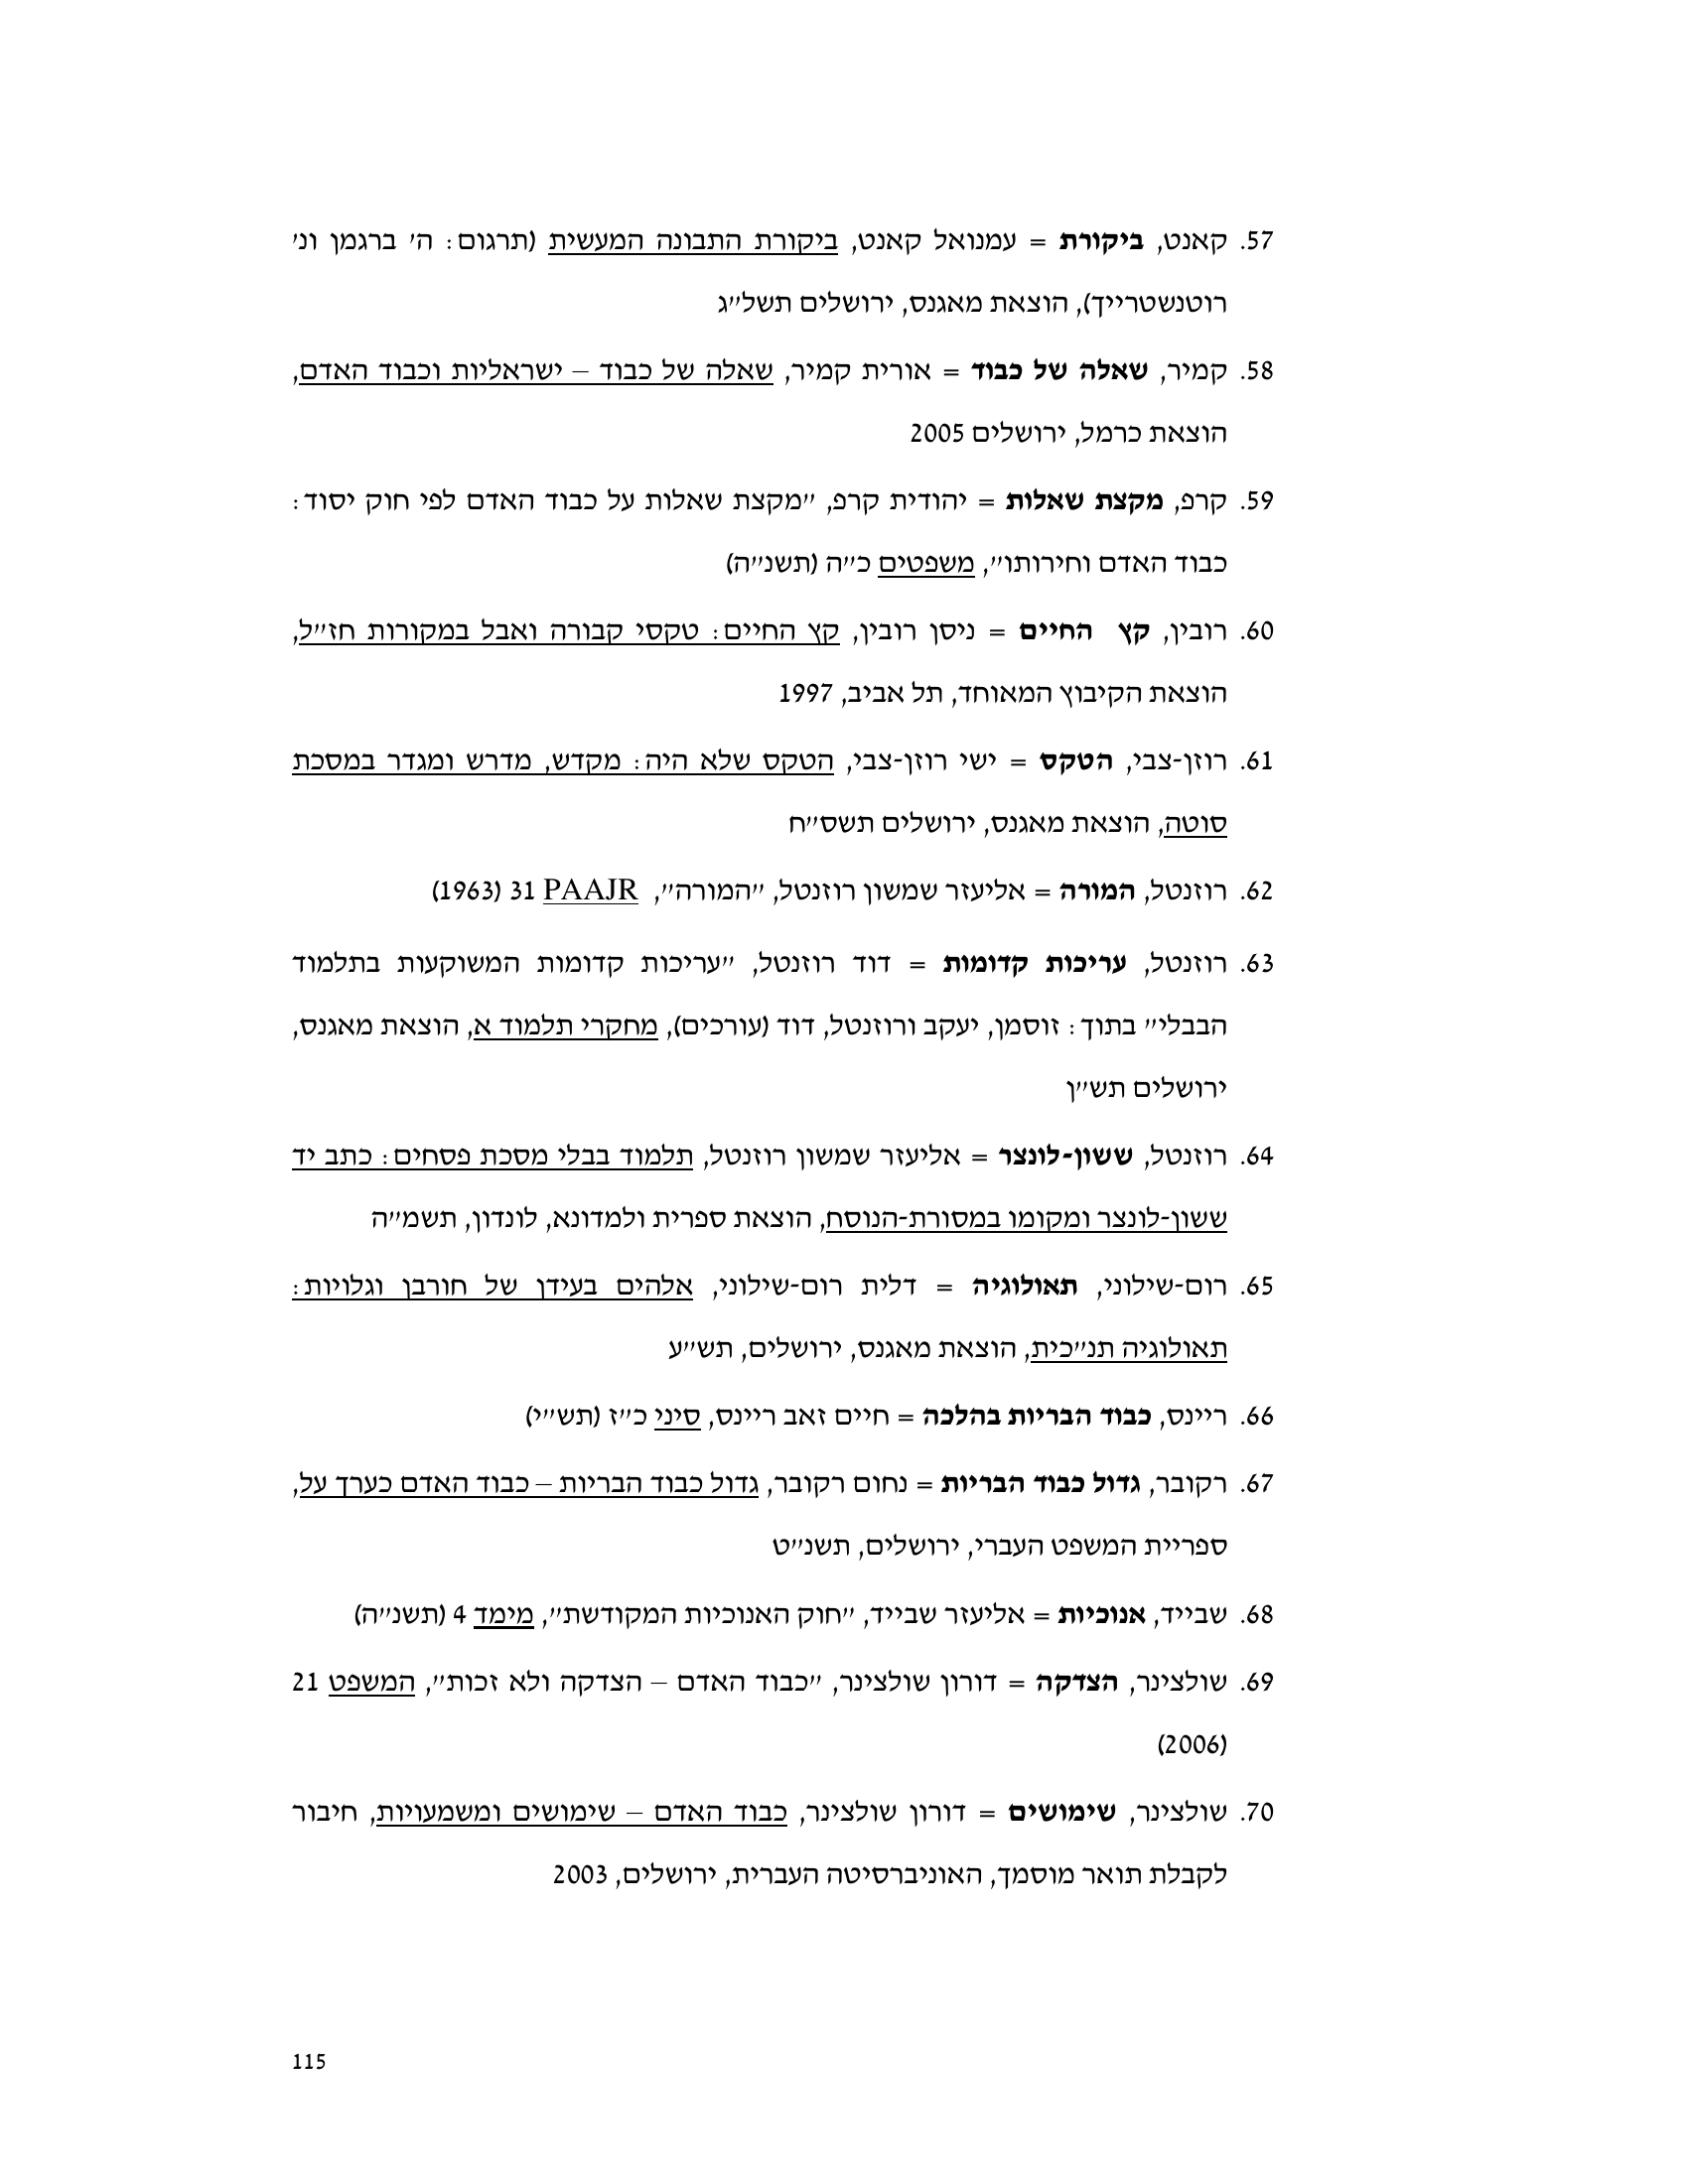 57. קאנט, ביקורת = עמנואל קאנט, ביקורת התבונה המעשית (תרגום: ה' ברגמן ונ'
רוטנשטרייך), הוצאת מאגנס, ירושלים תשל"ג
58. קמיר, שאלה של כבוד = אורית קמיר, שאלה של כבוד – ישראליות וכבוד האדם,
הוצאת כרמל, ירושלים 2005
59. קרפ, מקצת שאלות = יהודית קרפ, "מקצת שאלות על כבוד האדם לפי חוק יסוד:
כבוד האדם וחירותו", משפטים כ"ה (תשנ"ה)
60. רובין, קץ החיים = ניסן רובין, קץ החיים: טקסי קבורה ואבל במקורות חז"ל,
הוצאת הקיבוץ המאוחד, תל אביב, 1997
61. רוזן-צבי, הטקס = ישי רוזן-צבי, הטקס שלא היה: מקדש, מדרש ומגדר במסכת
סוטה, הוצאת מאגנס, ירושלים תשס"ח
62. רוזנטל, המורה = אליעזר שמשון רוזנטל, "המורה", PAAJR 31 (1963)
63. רוזנטל, עריכות קדומות = דוד רוזנטל, "עריכות קדומות המשוקעות בתלמוד
הבבלי" בתוך: זוסמן, יעקב ורוזנטל, דוד (עורכים), מחקרי תלמוד א, הוצאת מאגנס,
ירושלים תש"ן
64. רוזנטל, ששון-לונצר = אליעזר שמשון רוזנטל, תלמוד בבלי מסכת פסחים: כתב יד
ששון-לונצר ומקומו במסורת-הנוסח, הוצאת ספרית ולמדונא, לונדון, תשמ"ה
65. רום-שילוני, תאולוגיה = דלית רום-שילוני, אלהים בעידן של חורבן וגלויות:
תאולוגיה תנ"כית, הוצאת מאגנס, ירושלים, תש"ע
66. ריינס, כבוד הבריות בהלכה = חיים זאב ריינס, סיני כ"ז (תש"י)
67. רקובר, גדול כבוד הבריות = נחום רקובר, גדול כבוד הבריות – כבוד האדם כערך על,
ספריית המשפט העברי, ירושלים, תשנ"ט
68. שבייד, אנוכיות = אליעזר שבייד, "חוק האנוכיות המקודשת", מימד 4 (תשנ"ה)
69. שולצינר, הצדקה = דורון שולצינר, "כבוד האדם – הצדקה ולא זכות", המשפט 21
(2006)
70. שולצינר, שימושים = דורון שולצינר, כבוד האדם – שימושים ומשמעויות, חיבור
לקבלת תואר מוסמך, האוניברסיטה העברית, ירושלים, 2003
115